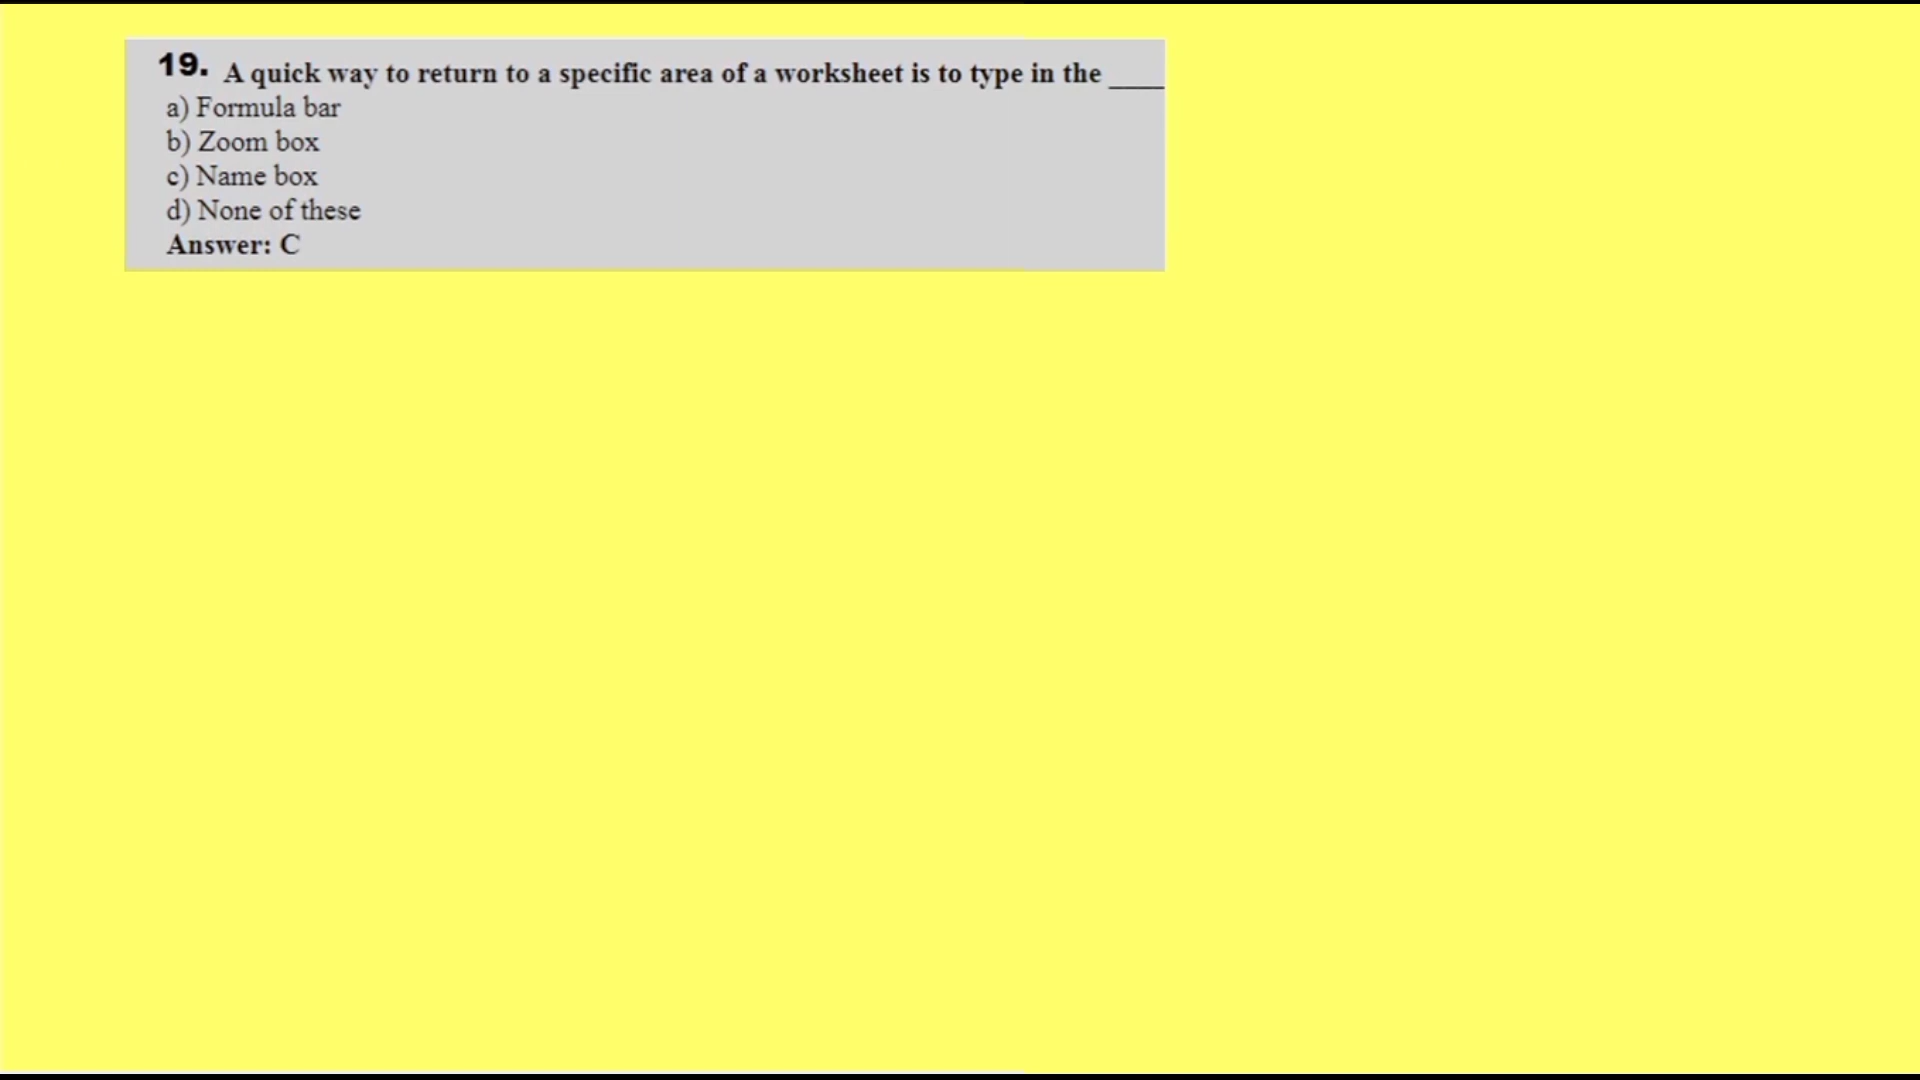 19. A quick way to return to a specific area of a worksheet is to type in the ____
a) Formula bar
b) Zoom box
c) Name box
d) None of these
Answer: C